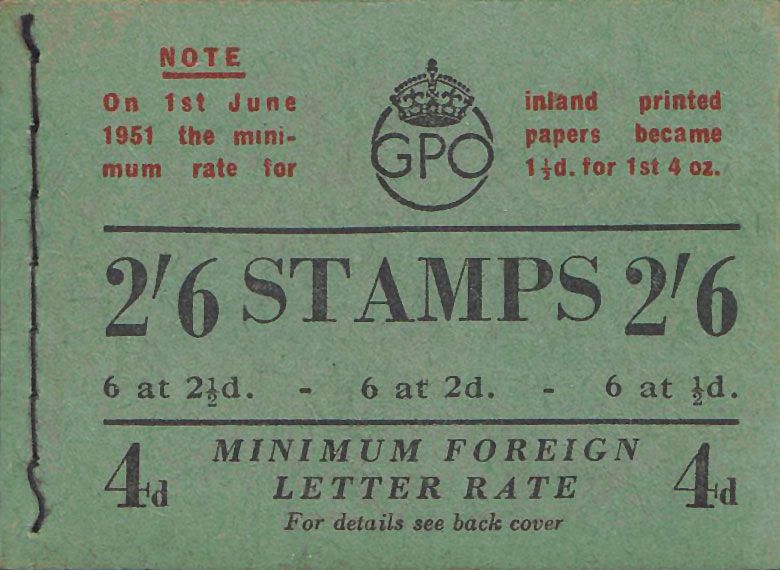 NOTE
On 1st June
1951 the mini-
mum rate for
GPO
inland printed
papers became
1½d. for 1st 4 oz.
2'6 STAMPS 2'6
6 at 2½d. - 6 at 2d. - 6 at ½d.
4d MINIMUM FOREIGN LETTER RATE 4d
For details see back cover